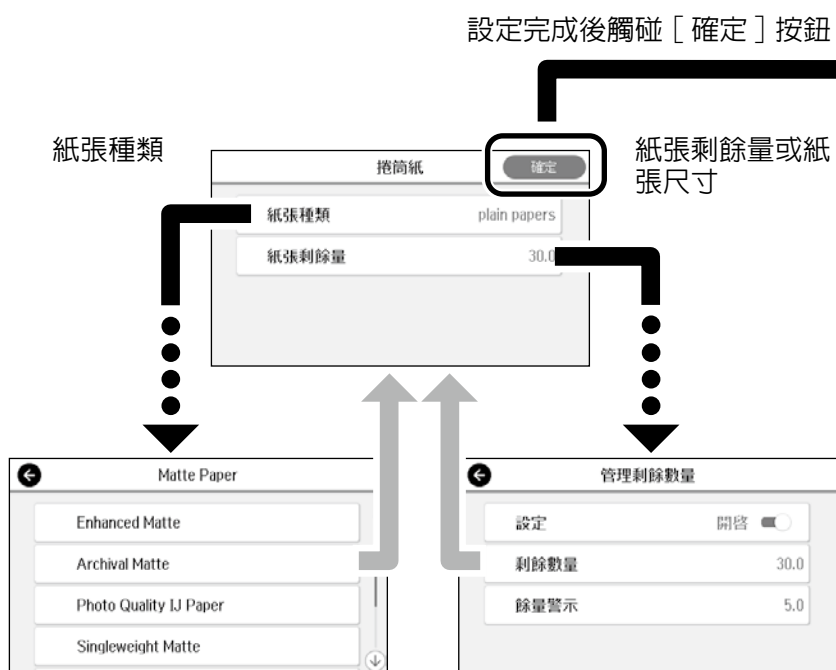 設定完成後觸碰［確定］按鈕
紙張種類
捲筒紙
確定
紙張剩餘量或紙
張尺寸
紙張種類
plain papers
紙張剩餘量
30.0
Matte Paper
Enhanced Matte
Archival Matte
Photo Quality IJ Paper
Singleweight Matte
管理剩餘數量
設定
開啓
剩餘數量
30.0
餘量警示
5.0